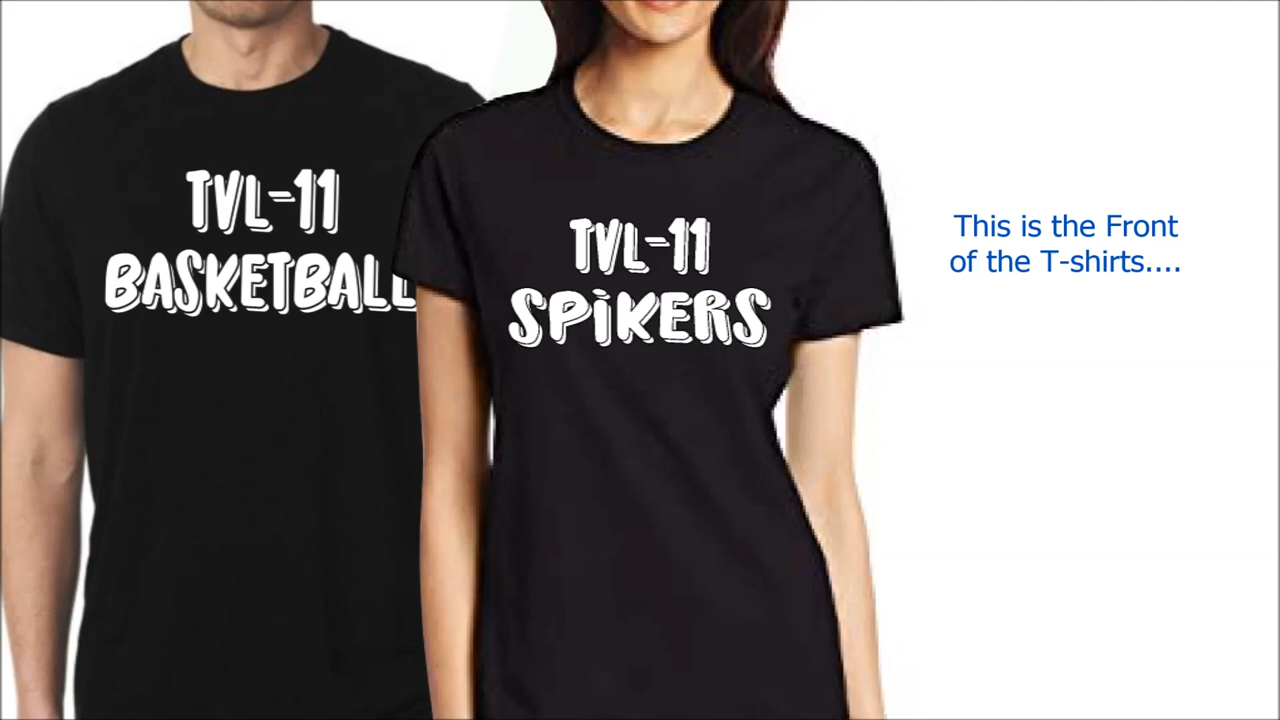 TVL-11
BASKETBALL
TVL-11
SPiKERS
This is the Front
of the T-shirts....